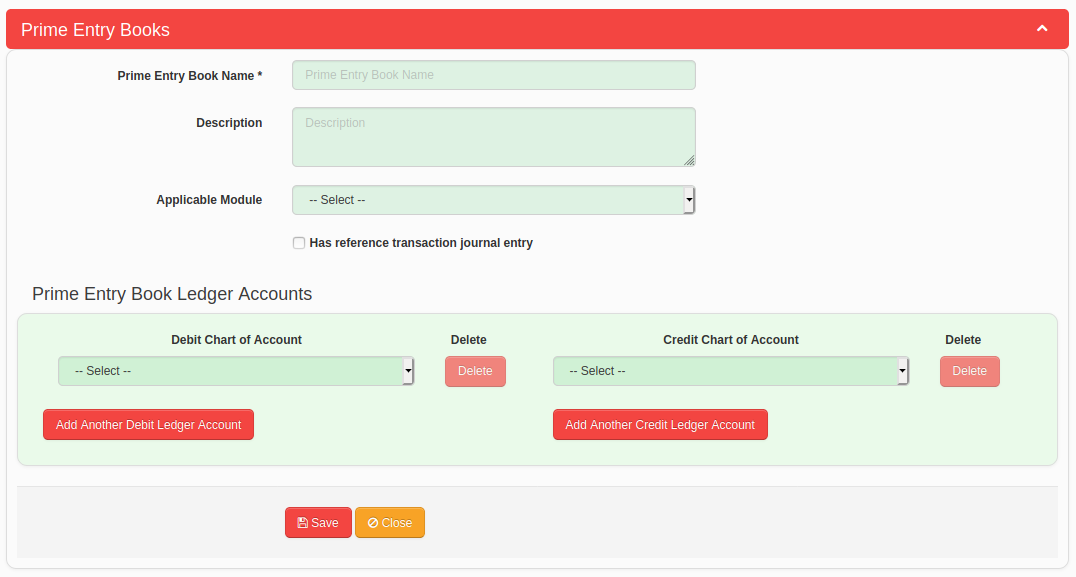 Prime Entry Books
Prime Entry Book Name *
Prime Entry Book Name
Description
Description
Applicable Module
-- Select --
Has reference transaction journal entry
Prime Entry Book Ledger Accounts
Debit Chart of Account Delete Credit Chart of Account Delete
-- Select -- Delete -- Select -- Delete
Add Another Debit Ledger Account Add Another Credit Ledger Account
Save Close